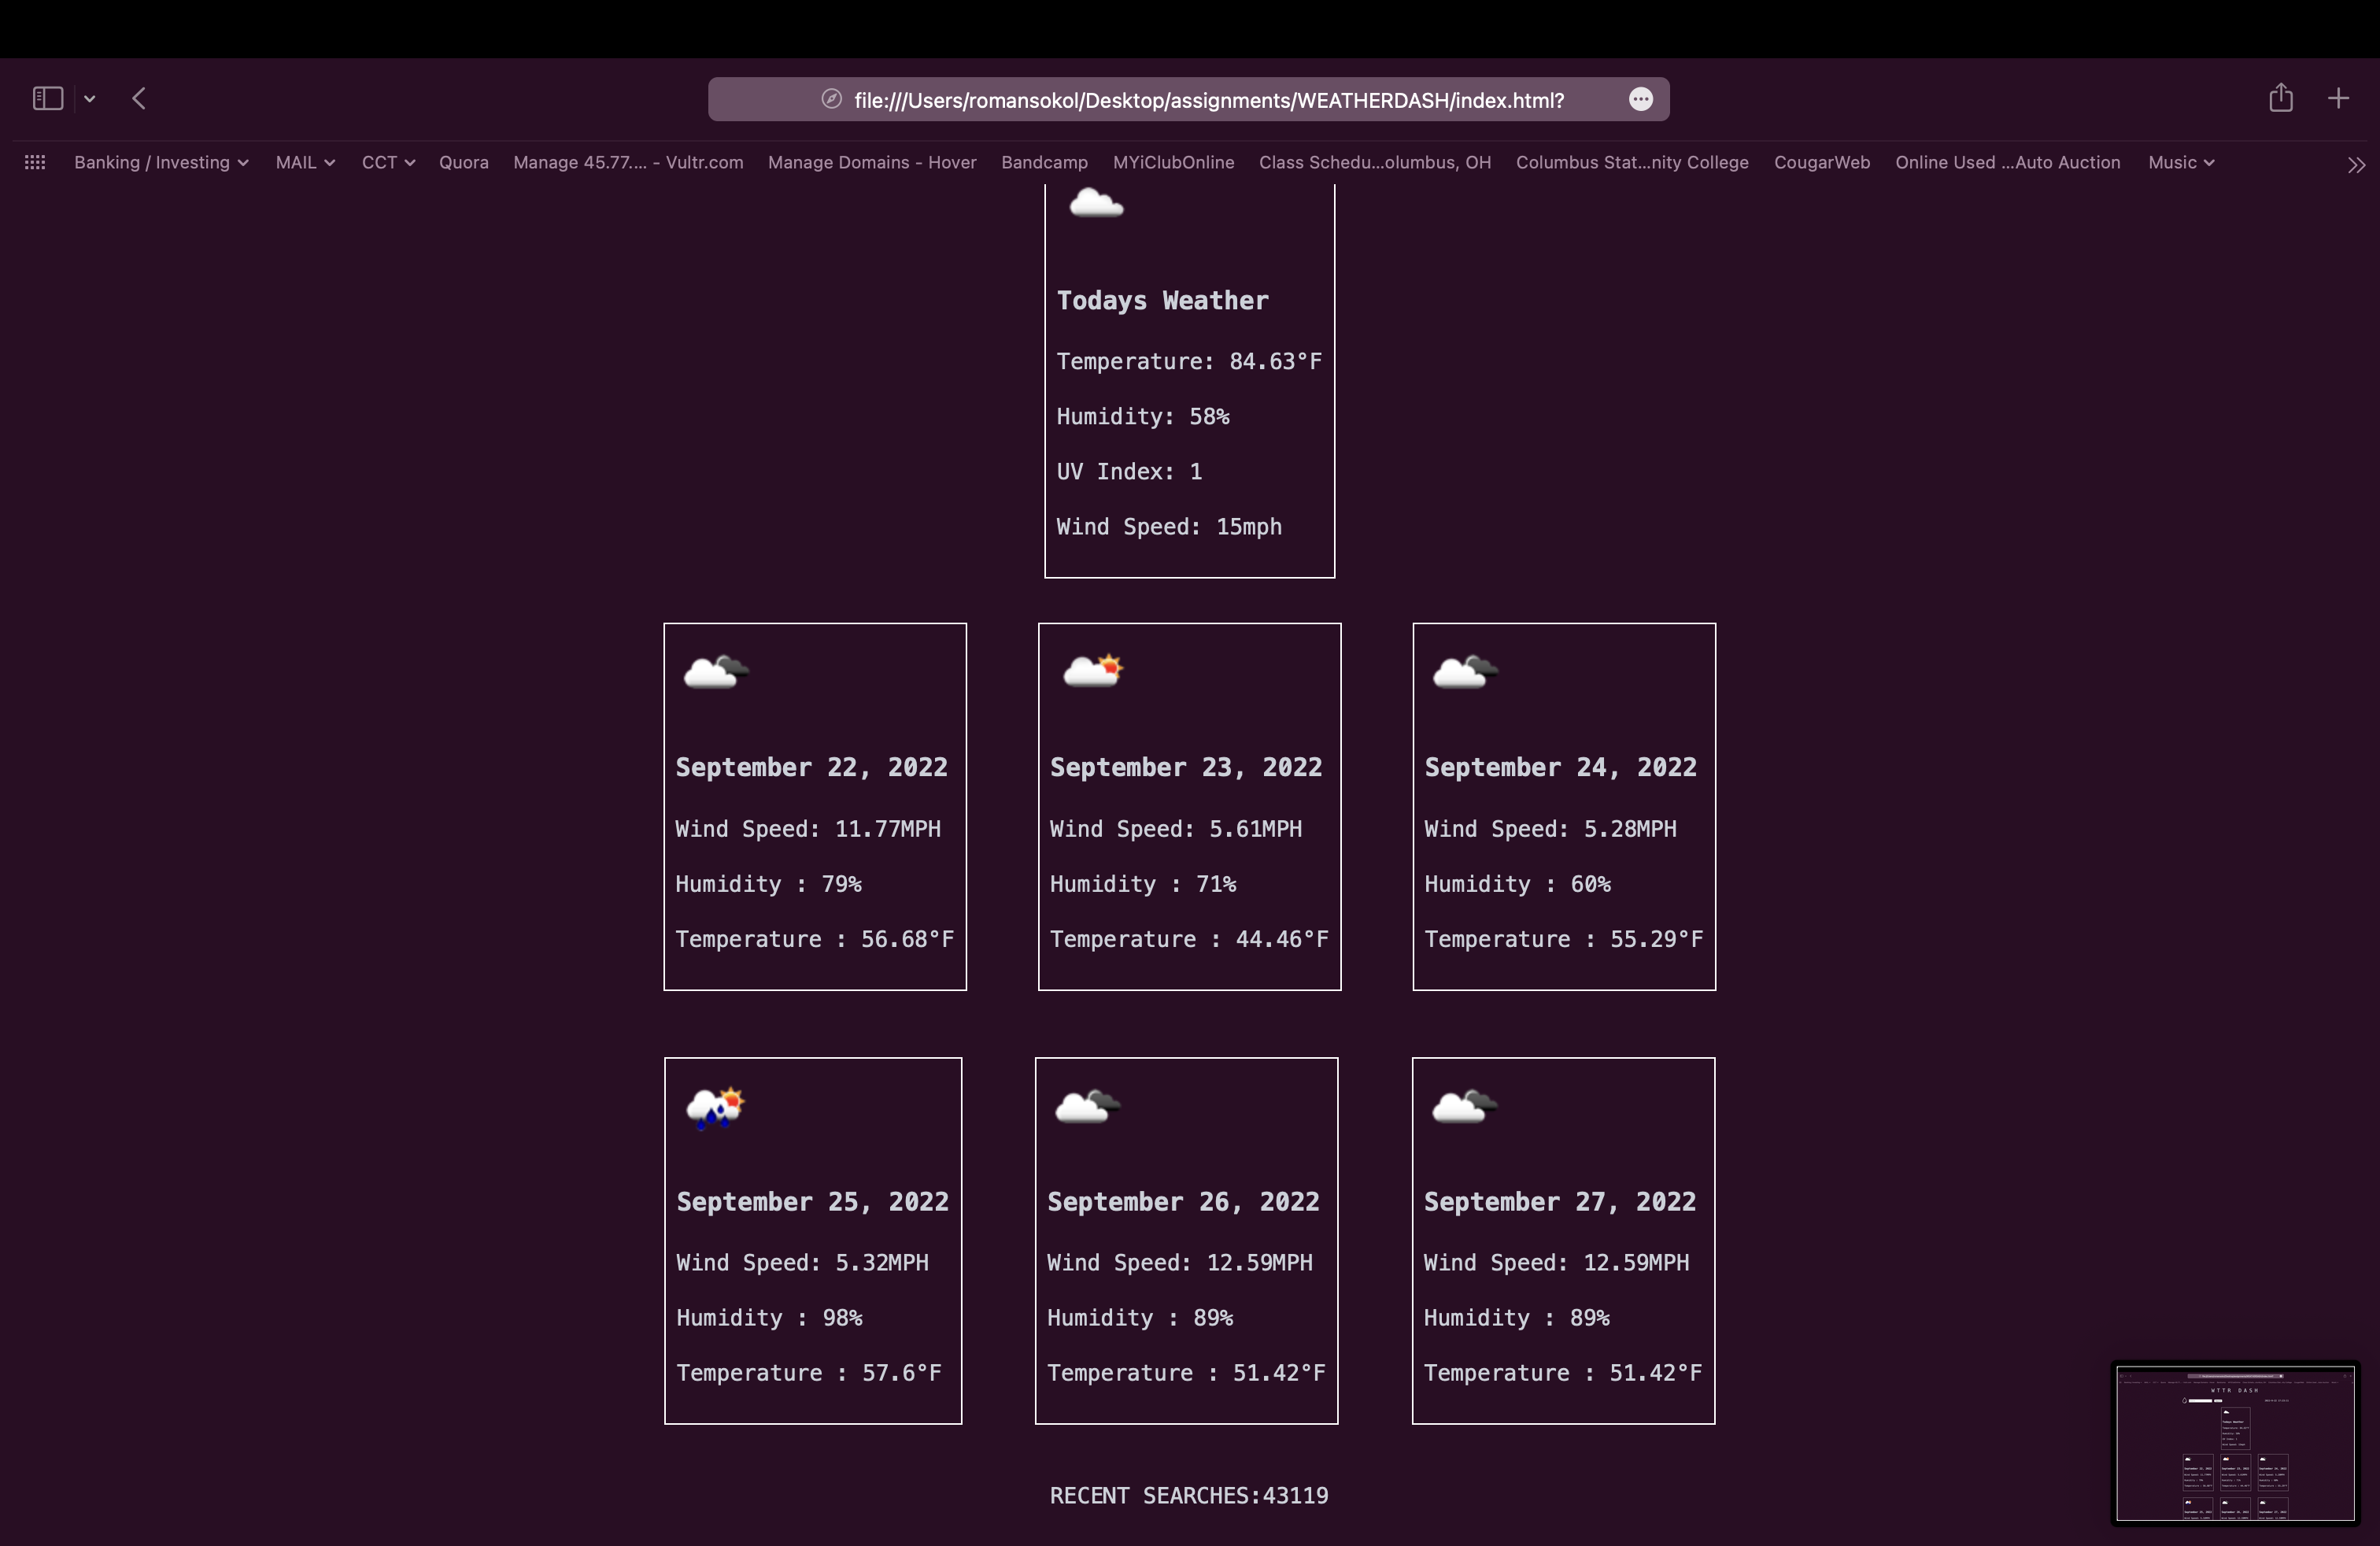 file:///Users/romansokol/Desktop/assignments/WEATHERDASH/index.html?
Banking / Investing MAIL CCT Quora Manage 45.77.... - Vultr.com Manage Domains - Hover Bandcamp MYiClubOnline Class Schedu...olumbus, OH Columbus Stat...nity College CougarWeb Online Used ...Auto Auction Music
Todays Weather
Temperature: 84.63°F
Humidity: 58%
UV Index: 1
Wind Speed: 15mph
September 22, 2022
Wind Speed: 11.77MPH
Humidity : 79%
Temperature : 56.68°F
September 23, 2022
Wind Speed: 5.61MPH
Humidity : 71%
Temperature : 44.46°F
September 24, 2022
Wind Speed: 5.28MPH
Humidity : 60%
Temperature : 55.29°F
September 25, 2022
Wind Speed: 5.32MPH
Humidity : 98%
Temperature : 57.6°F
September 26, 2022
Wind Speed: 12.59MPH
Humidity : 89%
Temperature : 51.42°F
September 27, 2022
Wind Speed: 12.59MPH
Humidity : 89%
Temperature : 51.42°F
RECENT SEARCHES:43119
WTTR DASH